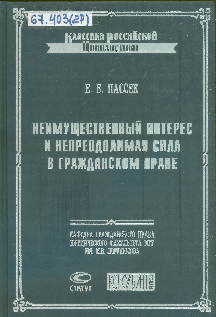 67.403(2Р)
Классика российской
цивилистики
Е. В. ПАССЕК
НЕИМУЩЕСТВЕННЫЙ ИНТЕРЕС
И НЕПРЕОДОЛИМАЯ СИЛА
В ГРАЖДАНСКОМ ПРАВЕ
КАФЕДРА ГРАЖДАНСКОГО ПРАВА
ЮРИДИЧЕСКОГО ФАКУЛЬТЕТА МГУ
ИМ. М.В. ЛОМОНОСОВА
СТАТУТ